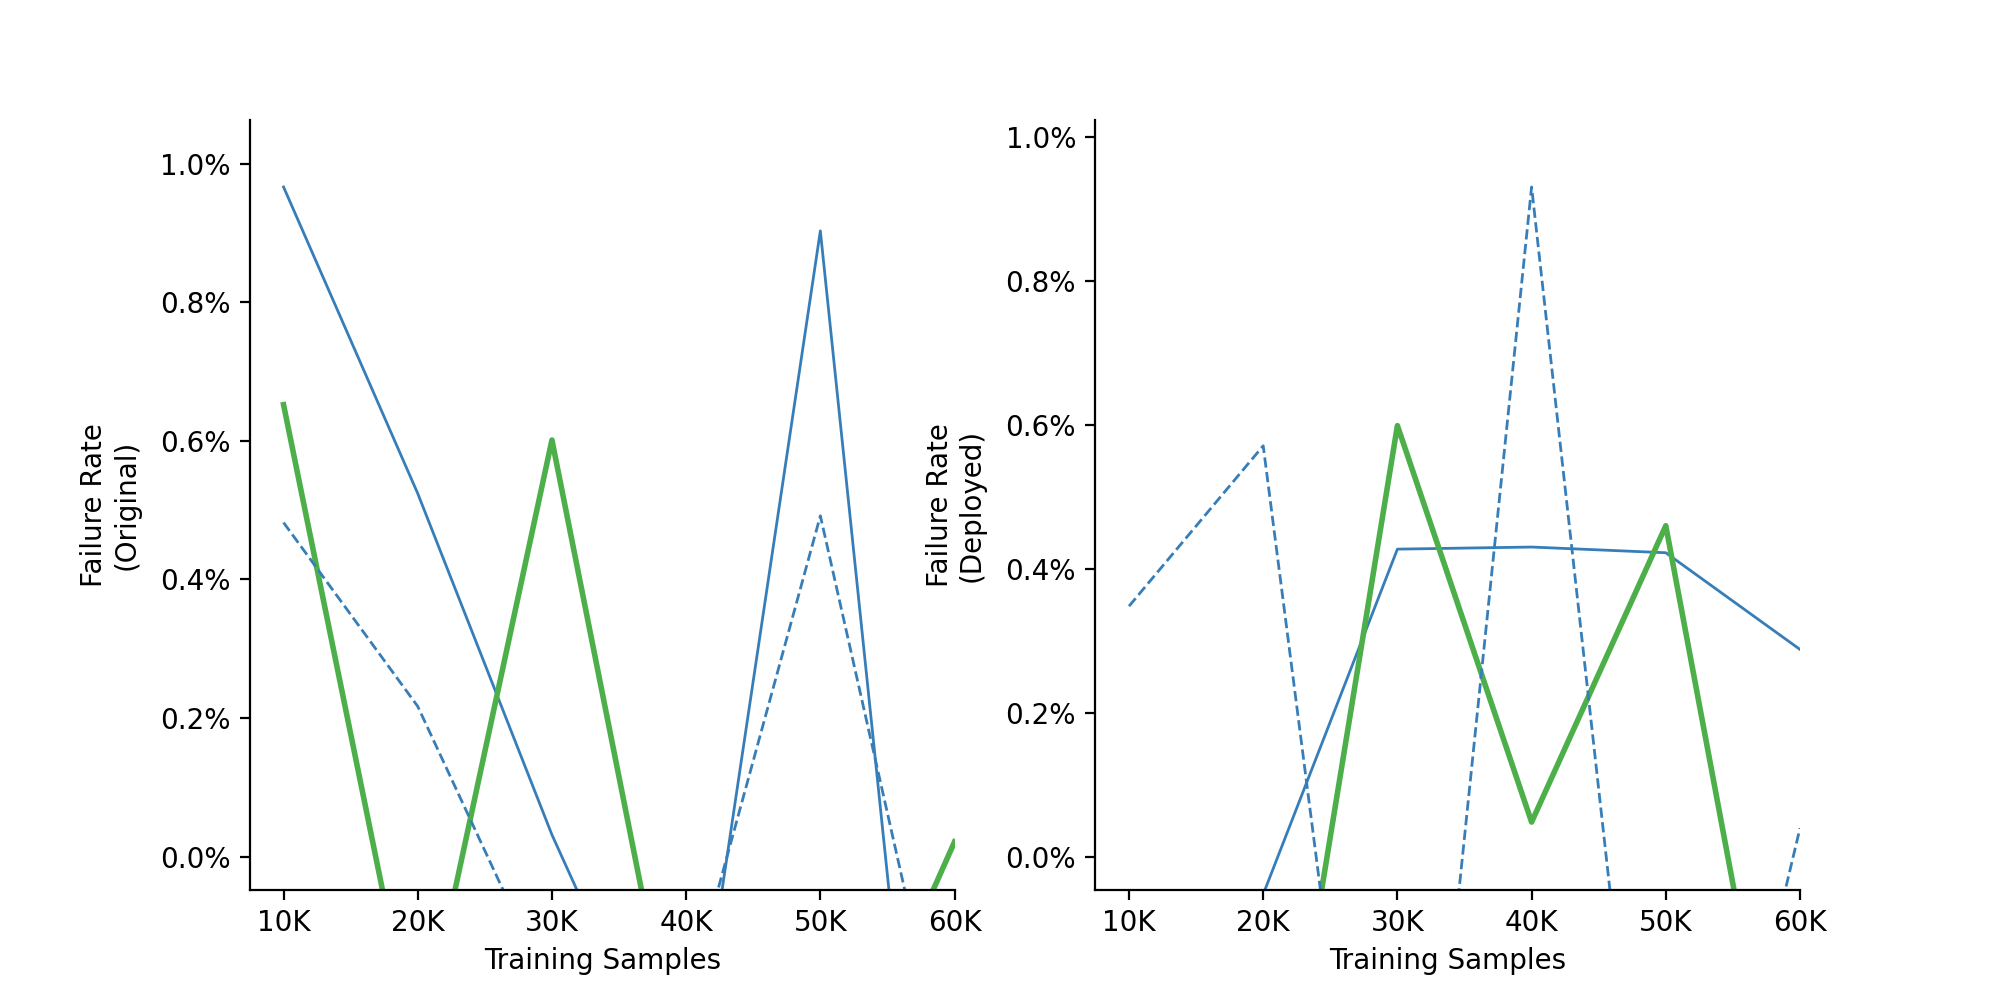 Failure Rate
(Original)
1.0%
0.8%
0.6%
0.4%
0.2%
0.0%
10K 20K 30K 40K 50K 60K
Training Samples
Failure Rate
(Deployed)
1.0%
0.8%
0.6%
0.4%
0.2%
0.0%
10K 20K 30K 40K 50K 60K
Training Samples